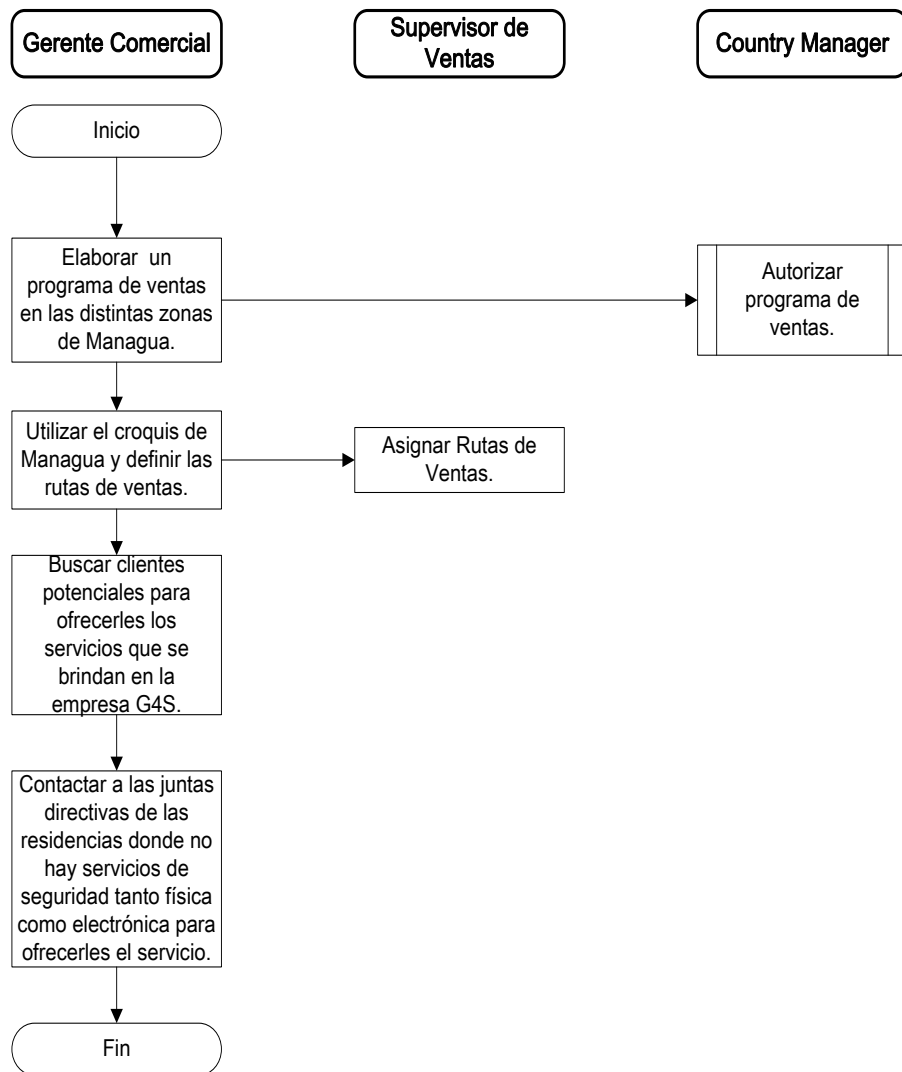 Gerente Comercial
Supervisor de
Ventas
Country Manager
Inicio
Elaborar un
programa de ventas
en las distintas zonas
de Managua.
Autorizar
programa de
ventas.
Utilizar el croquis de
Managua y definir las
rutas de ventas.
Asignar Rutas de
Ventas.
Buscar clientes
potenciales para
ofrecerles los
servicios que se
brindan en la
empresa G4S.
Contactar a las juntas
directivas de las
residencias donde no
hay servicios de
seguridad tanto física
como electrónica para
ofrecerles el servicio.
Fin